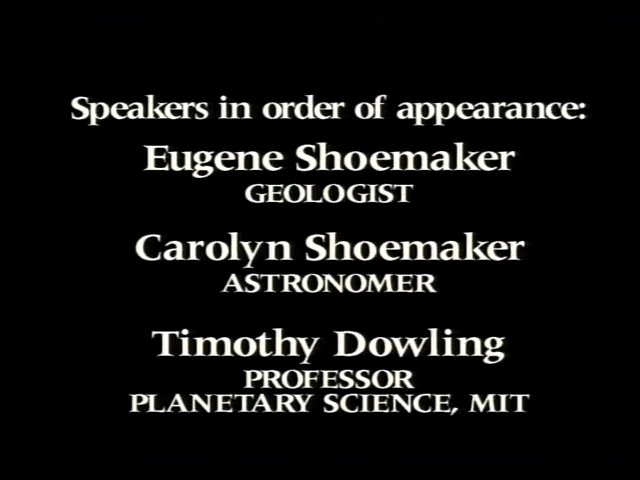 Speakers in order of appearance:
Eugene Shoemaker
GEOLOGIST
Carolyn Shoemaker
ASTRONOMER
Timothy Dowling
PROFESSOR
PLANETARY SCIENCE, MIT